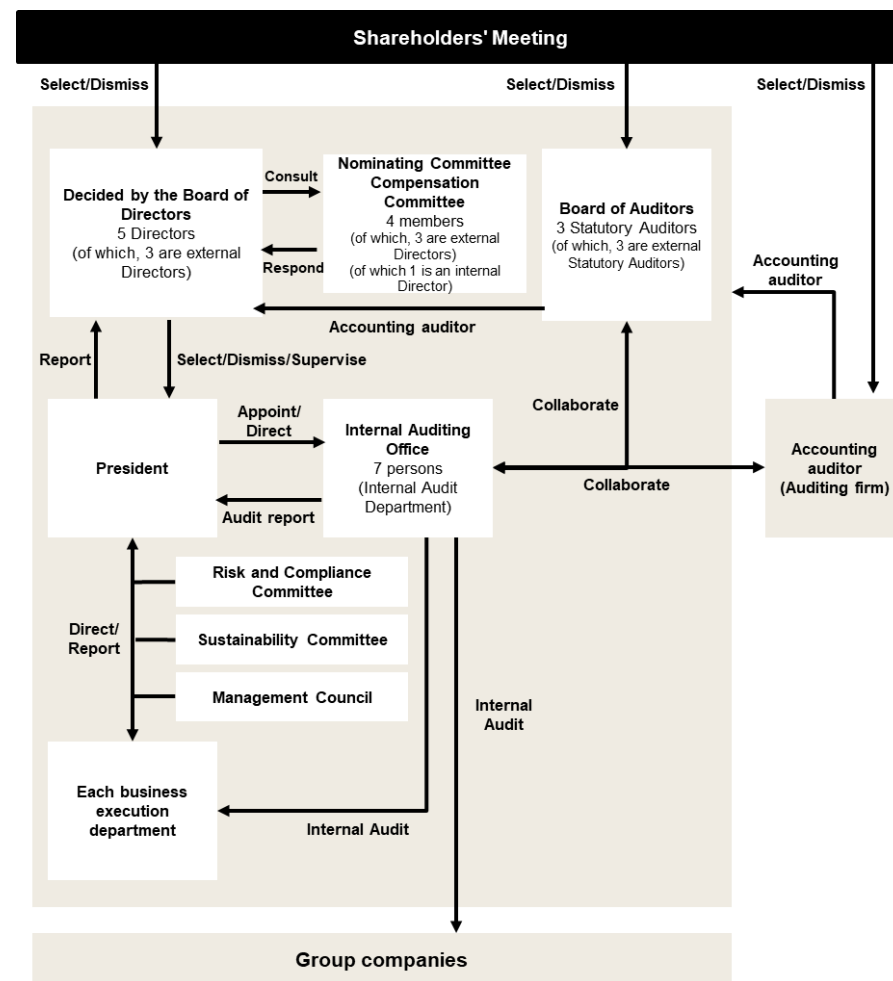 Shareholders' Meeting
Select/Dismiss
Select/Dismiss
Select/Dismiss
Decided by the Board of
Directors
5 Directors
(of which, 3 are external
Directors)
Consult
Respond
Nominating Committee
Compensation
Committee
4 members
(of which, 3 are external
Directors)
(of which 1 is an internal
Director)
Board of Auditors
3 Statutory Auditors
(of which, 3 are external
Statutory Auditors)
Accounting
auditor
Accounting auditor
Report
Select/Dismiss/Supervise
President
Appoint/
Direct
Audit report
Internal Auditing
Office
7 persons
(Internal Audit
Department)
Collaborate
Collaborate
Accounting
auditor
(Auditing firm)
Direct/
Report
Risk and Compliance
Committee
Sustainability Committee
Management Council
Internal
Audit
Each business
execution
department
Internal Audit
Group companies